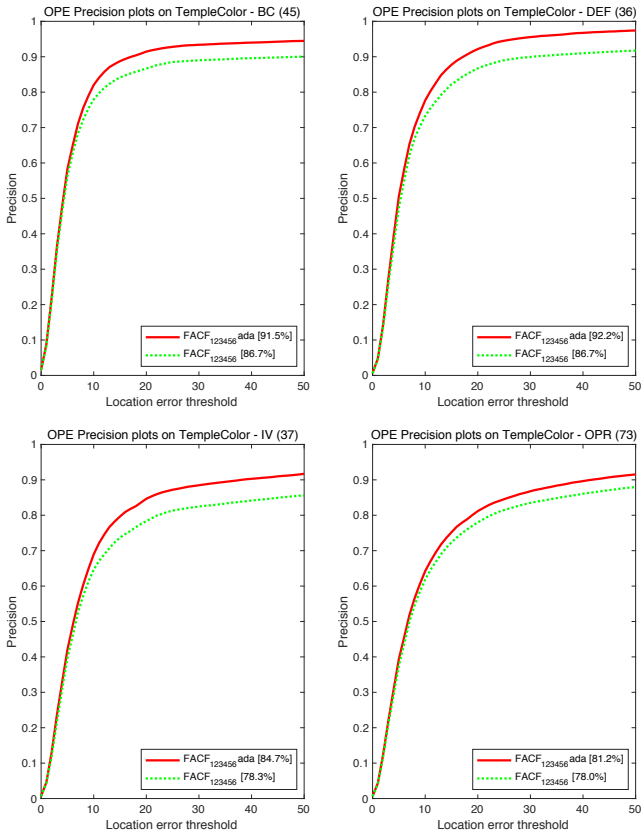 OPE Precision plots on TempleColor - BC (45)
1
0.9
0.8
0.7
0.6
0.5
0.4
0.3
0.2
0.1
0
Precision
FACF123456 ada [91.5%]
FACF123456 [86.7%]
0 10 20 30 40 50
Location error threshold
OPE Precision plots on TempleColor - DEF (36)
1
0.9
0.8
0.7
0.6
0.5
0.4
0.3
0.2
0.1
0
Precision
FACF123456 ada [92.2%]
FACF123456 [86.7%]
0 10 20 30 40 50
Location error threshold
OPE Precision plots on TempleColor - IV (37)
1
0.9
0.8
0.7
0.6
0.5
0.4
0.3
0.2
0.1
0
Precision
FACF123456 ada [84.7%]
FACF123456 [78.3%]
0 10 20 30 40 50
Location error threshold
OPE Precision plots on TempleColor - OPR (73)
1
0.9
0.8
0.7
0.6
0.5
0.4
0.3
0.2
0.1
0
Precision
FACF123456 ada [81.2%]
FACF123456 [78.0%]
0 10 20 30 40 50
Location error threshold